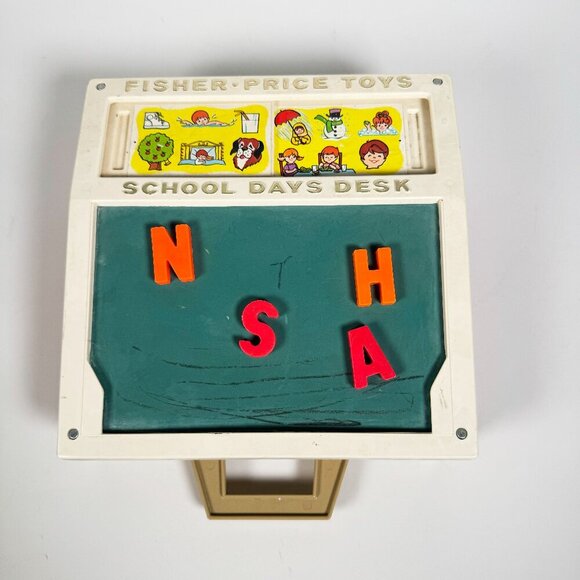 FISHER·PRICE TOYS
SCHOOL DAYS DESK
N H
S A